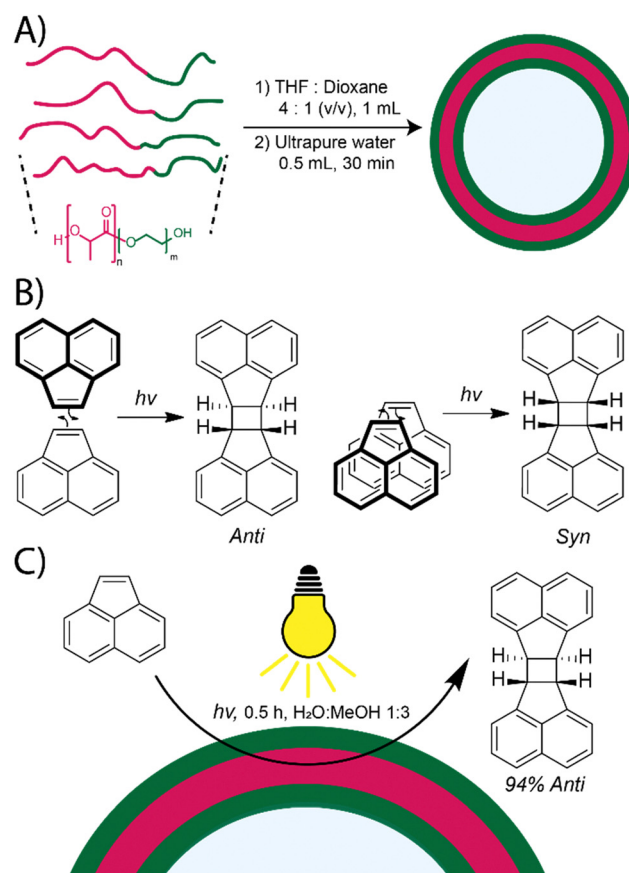 A)
1) THF : Dioxane
4 : 1 (v/v), 1 mL
2) Ultrapure water
0.5 mL, 30 min
O
H O n O m OH
B)
hv
H H
H H
Anti
hv
H H
H H
Syn
C)
hv, 0.5 h, H₂O:MeOH 1:3
H H
H H
94% Anti